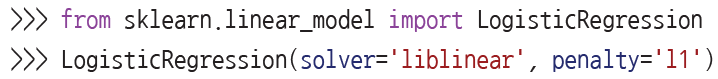 >>> from sklearn.linear_model import LogisticRegression
>>> LogisticRegression(solver='liblinear', penalty='l1')